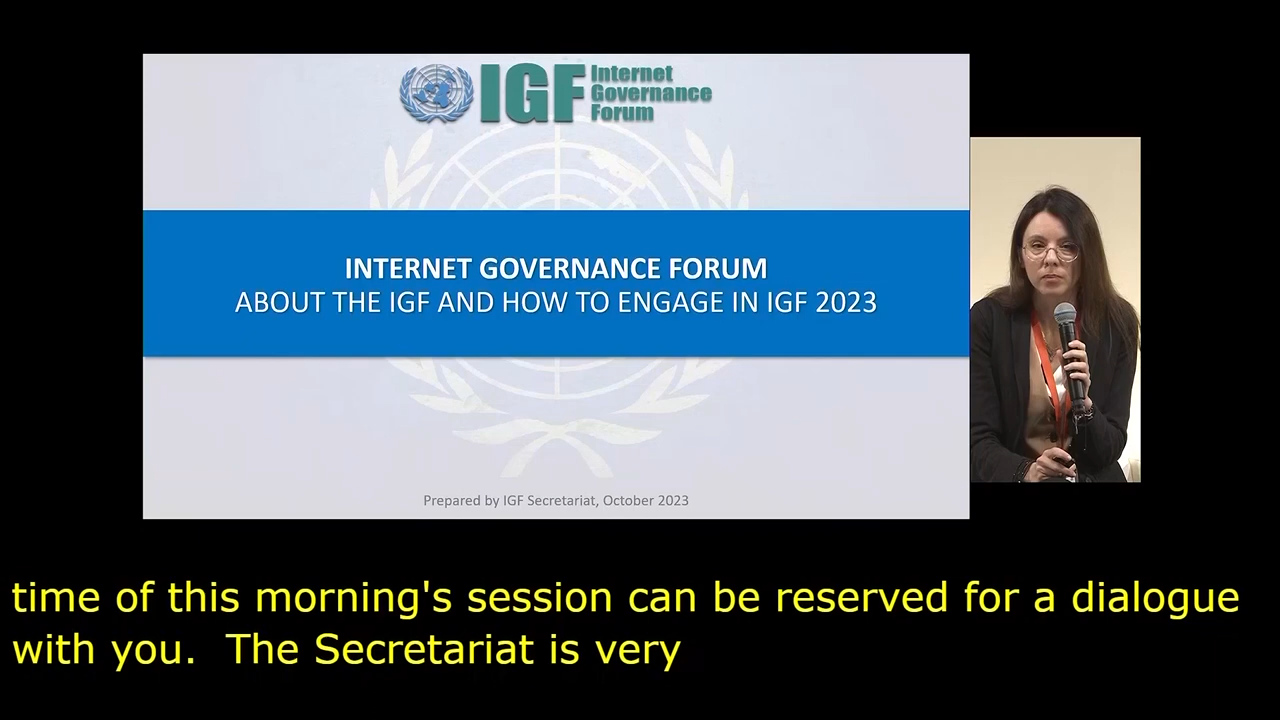 IGF Internet
Governance
Forum
INTERNET GOVERNANCE FORUM
ABOUT THE IGF AND HOW TO ENGAGE IN IGF 2023
Prepared by IGF Secretariat, October 2023
time of this morning's session can be reserved for a dialogue
with you.  The Secretariat is very